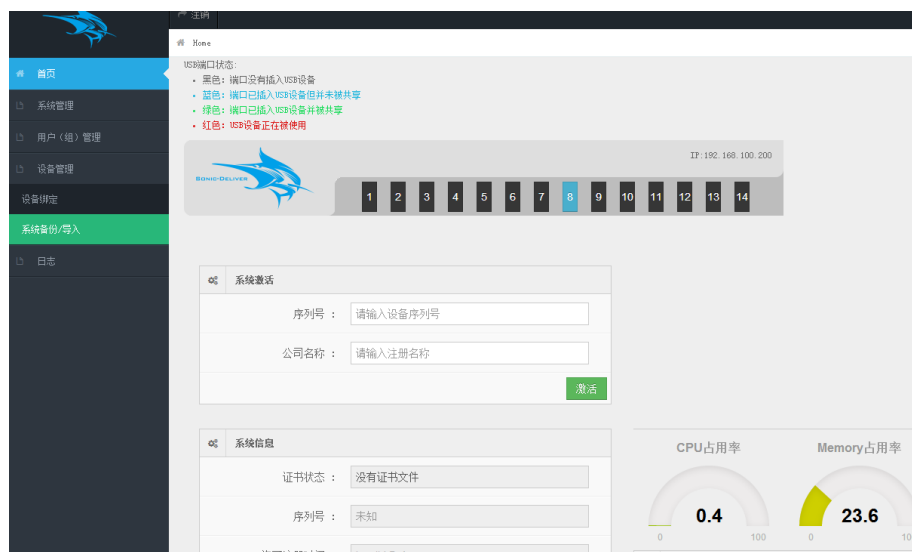 注销
Home
首页
系统管理
用户（组）管理
设备管理
设备绑定
系统备份/导入
日志
USB端口状态:
黑色: 端口没有插入USB设备
蓝色: 端口已插入USB设备但并未被共享
绿色: 端口已插入USB设备并被共享
红色: USB设备正在被使用
SONIC-DELIVER
IP:192.168.100.200
1 2 3 4 5 6 7 8 9 10 11 12 13 14
系统激活
序列号 : 请输入设备序列号
公司名称 : 请输入注册名称
激活
系统信息
证书状态 : 没有证书文件
序列号 : 未知
CPU占用率
0.4
0 100
Memory占用率
23.6
0